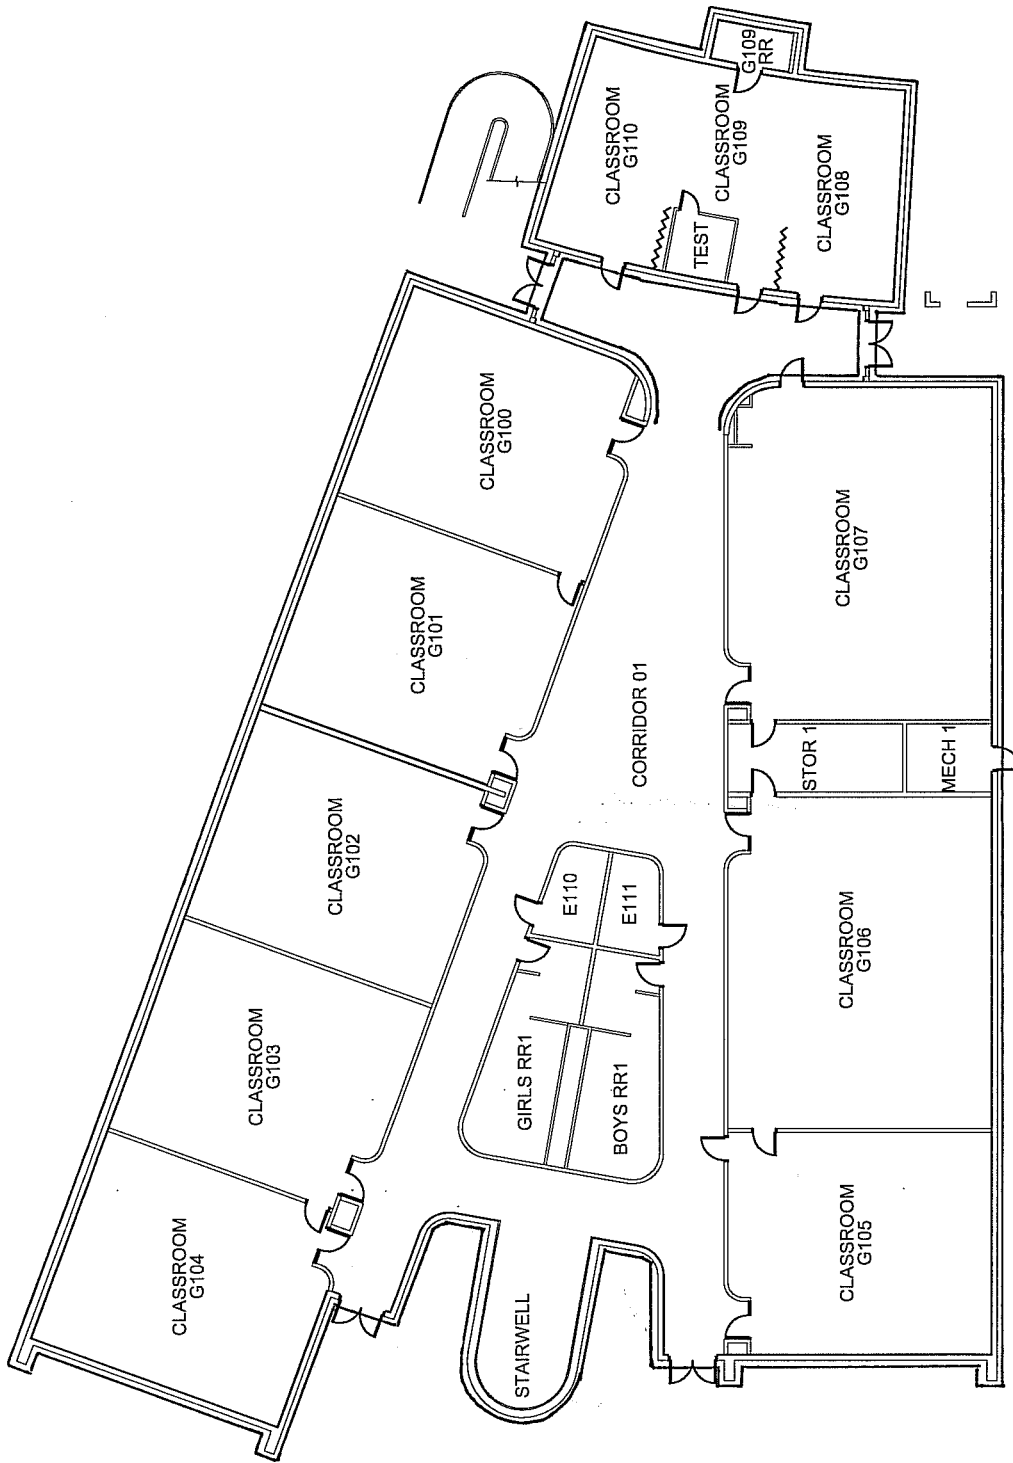 G109
RR
CLASSROOM
G110
CLASSROOM
G109
CLASSROOM
G108
TEST
CLASSROOM
G100
CLASSROOM
G101
CLASSROOM
G107
CORRIDOR 01
STOR 1
MECH 1
CLASSROOM
G102
E110
E111
CLASSROOM
G106
CLASSROOM
G103
GIRLS RR1
BOYS RR1
CLASSROOM
G104
CLASSROOM
G105
STAIRWELL